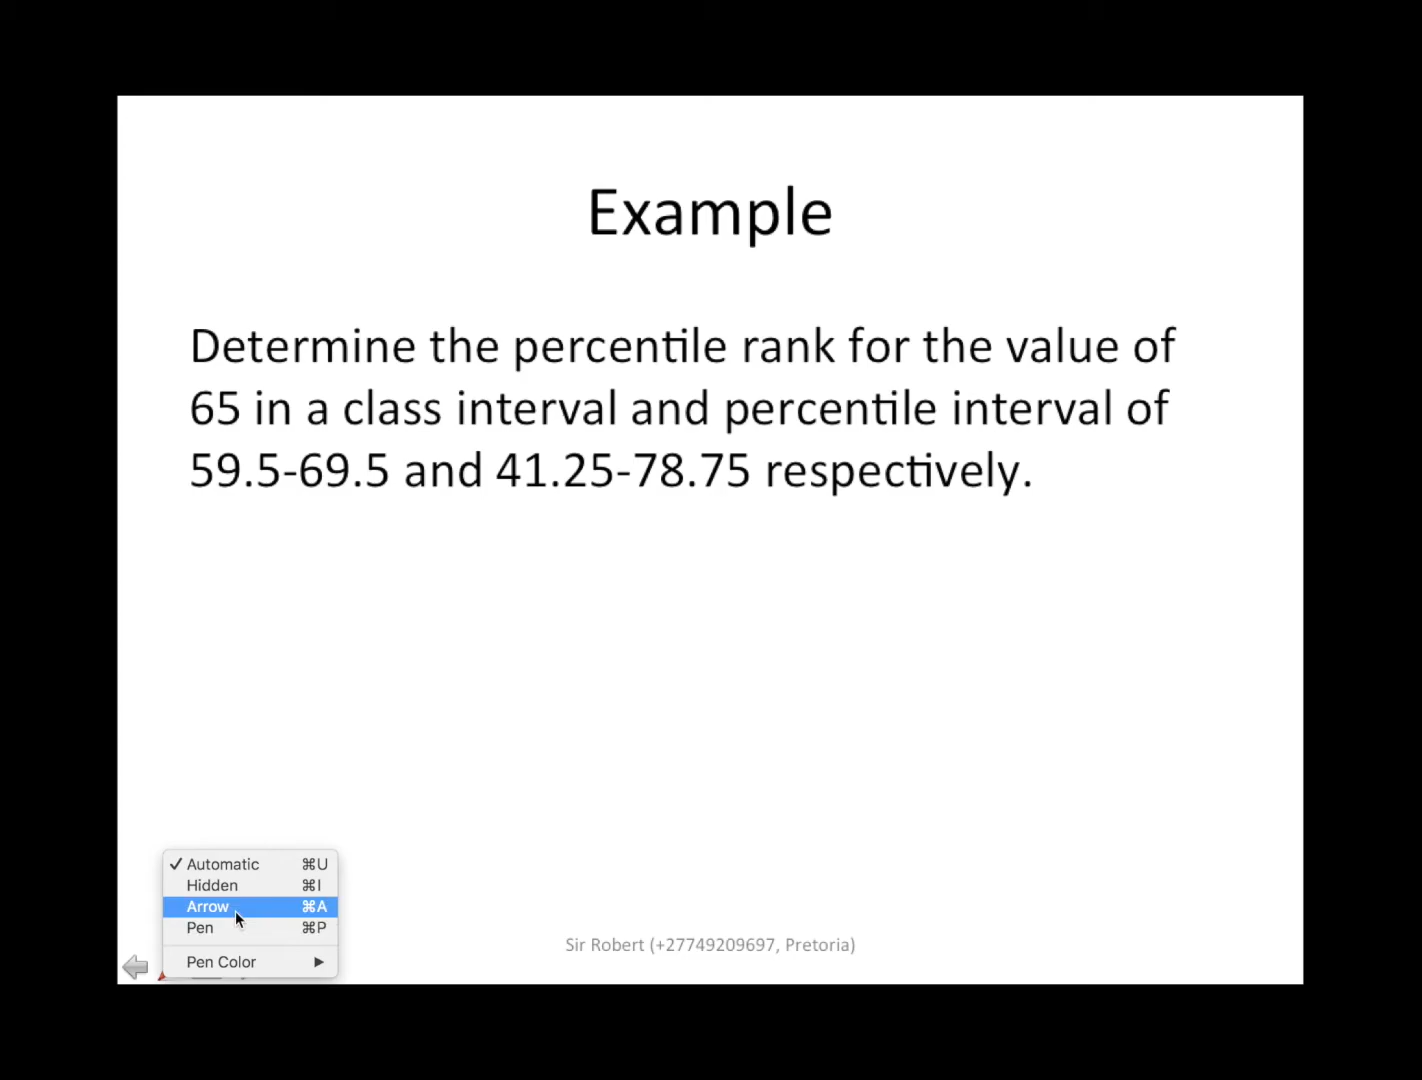 Example
Determine the percentile rank for the value of
65 in a class interval and percentile interval of
59.5-69.5 and 41.25-78.75 respectively.
✓ Automatic ⌘U
Hidden ⌘I
Arrow ⌘A
Pen ⌘P
Pen Color ▶
Sir Robert (+27749209697, Pretoria)